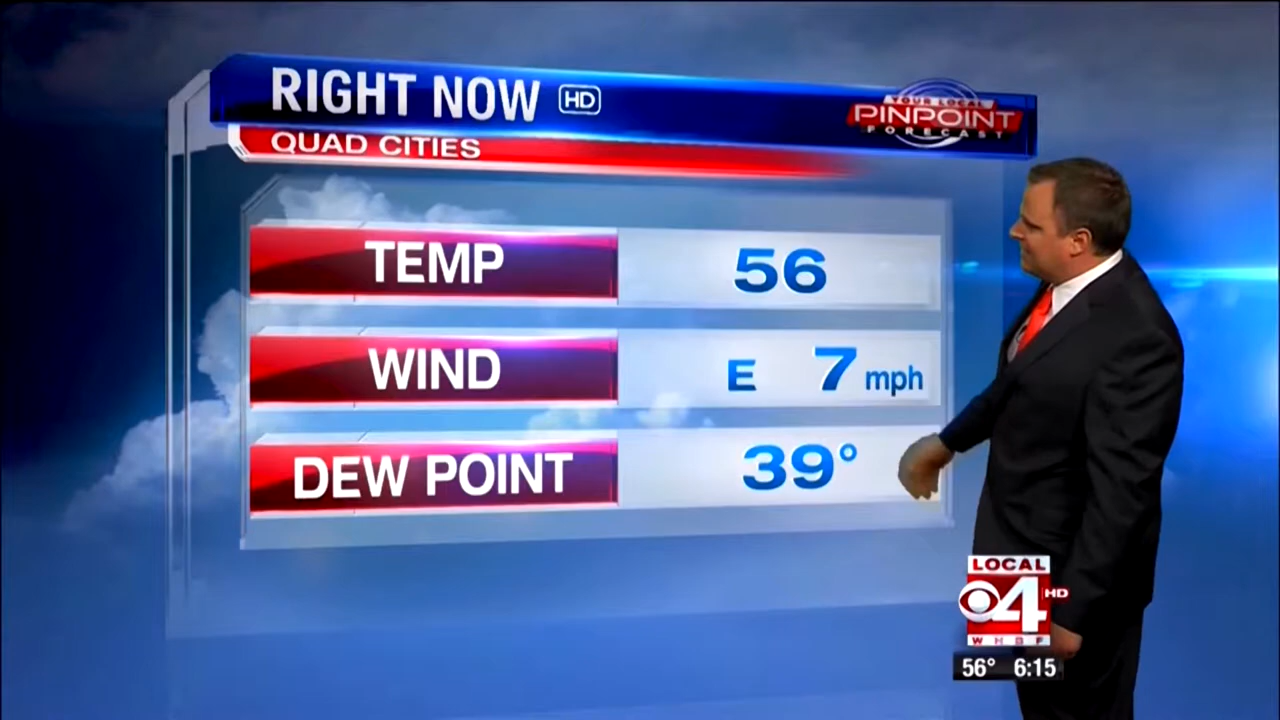 RIGHT NOW HD
YOUR LOCAL
PINPOINT
FORECAST
QUAD CITIES
TEMP 56
WIND E 7 mph
DEW POINT 39°
LOCAL
4 HD
WHBF
56° 6:15